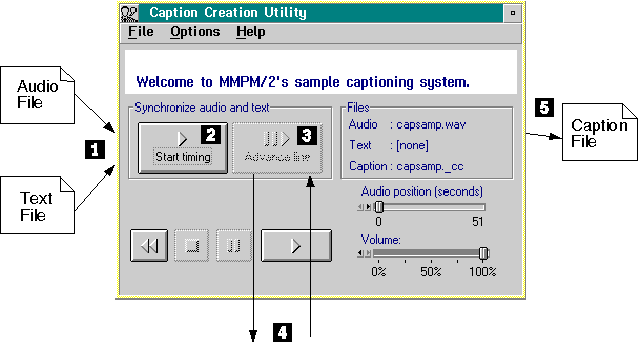 Caption Creation Utility
File Options Help
Welcome to MMPM/2's sample captioning system.
Audio
File
1
Text
File
Synchronize audio and text
2
Start timing
3
Advance line
Files
Audio : capsamp.wav
Text : [none]
Caption : capsamp._cc
5
Caption
File
Audio position (seconds)
0 51
Volume:
0% 50% 100%
4